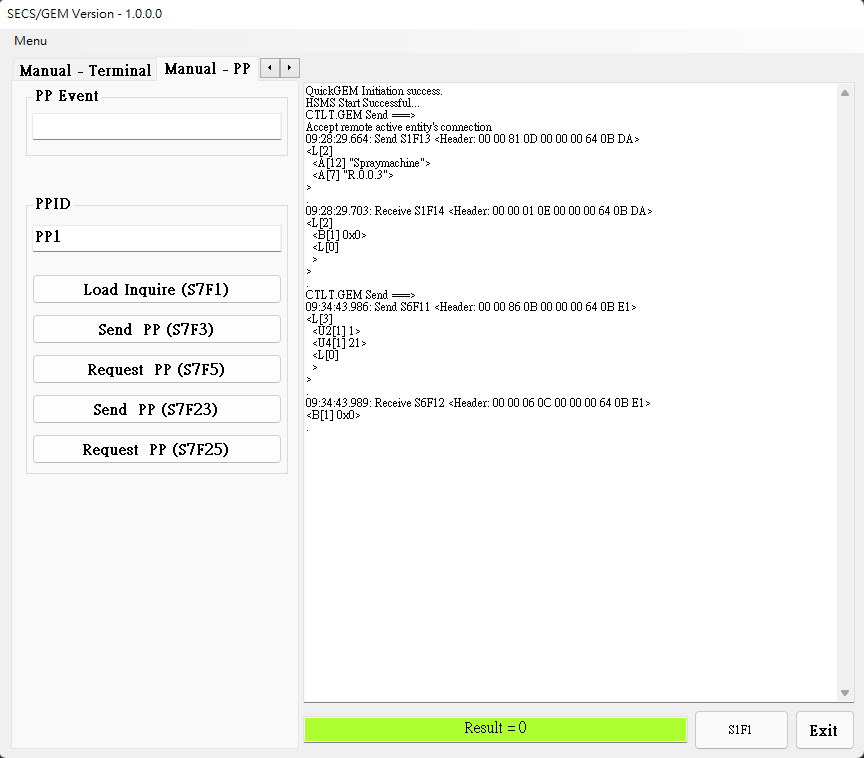 SECS/GEM Version - 1.0.0.0
Menu
Manual - Terminal
Manual - PP
PP Event
PPID
PP1
Load Inquire (S7F1)
Send PP (S7F3)
Request PP (S7F5)
Send PP (S7F23)
Request PP (S7F25)
QuickGEM Initiation success.
HSMS Start Successful...
CTLT.GEM Send ===>
Accept remote active entity's connection
09:28:29.664: Send S1F13 <Header: 00 00 81 0D 00 00 00 64 0B DA>
<L[2]
<A[12] "Spraymachine">
<A[7] "R.0.0.3">
>
.
09:28:29.703: Receive S1F14 <Header: 00 00 01 0E 00 00 00 64 0B DA>
<L[2]
<B[1] 0x0>
<L[0]
>
>
.
CTLT.GEM Send ===>
09:34:43.986: Send S6F11 <Header: 00 00 86 0B 00 00 00 64 0B E1>
<L[3]
<U2[1] 1>
<U4[1] 21>
<L[0]
>
>
.
09:34:43.989: Receive S6F12 <Header: 00 00 06 0C 00 00 00 64 0B E1>
<B[1] 0x0>
.
Result = 0
S1F1
Exit